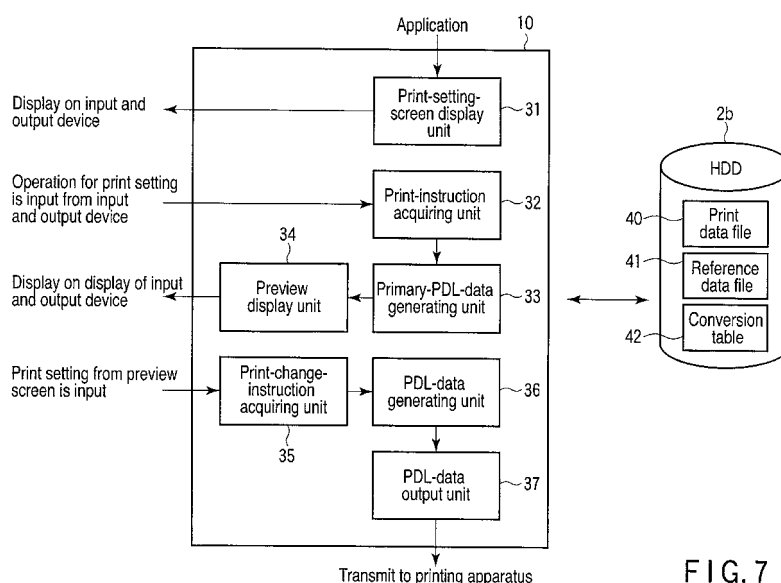 Application
10
Print-setting-
screen display
unit
31
Display on input and
output device
Operation for print setting
is input from input
and output device
Print-instruction
acquiring unit
32
34
Display on display of input
and output device
Preview
display unit
Primary-PDL-data
generating unit
33
Print setting from preview
screen is input
Print-change-
instruction
acquiring unit
35
PDL-data
generating unit
36
PDL-data
output unit
37
Transmit to printing apparatus
2b
HDD
40
Print
data file
41
Reference
data file
42
Conversion
table
FIG. 7